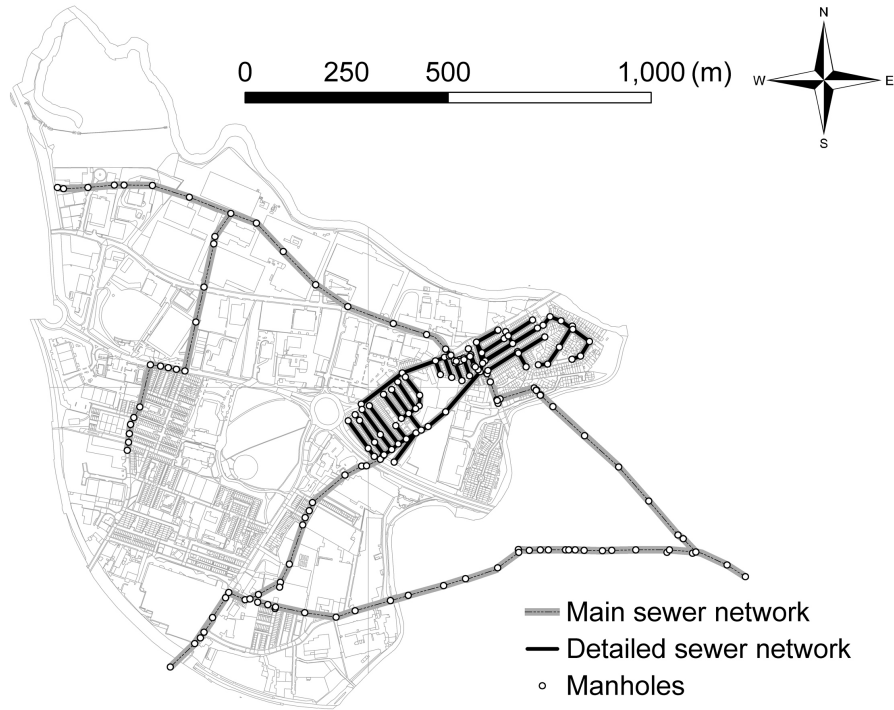 N
0 250 500 1,000 (m)
W E
S
Main sewer network
Detailed sewer network
Manholes